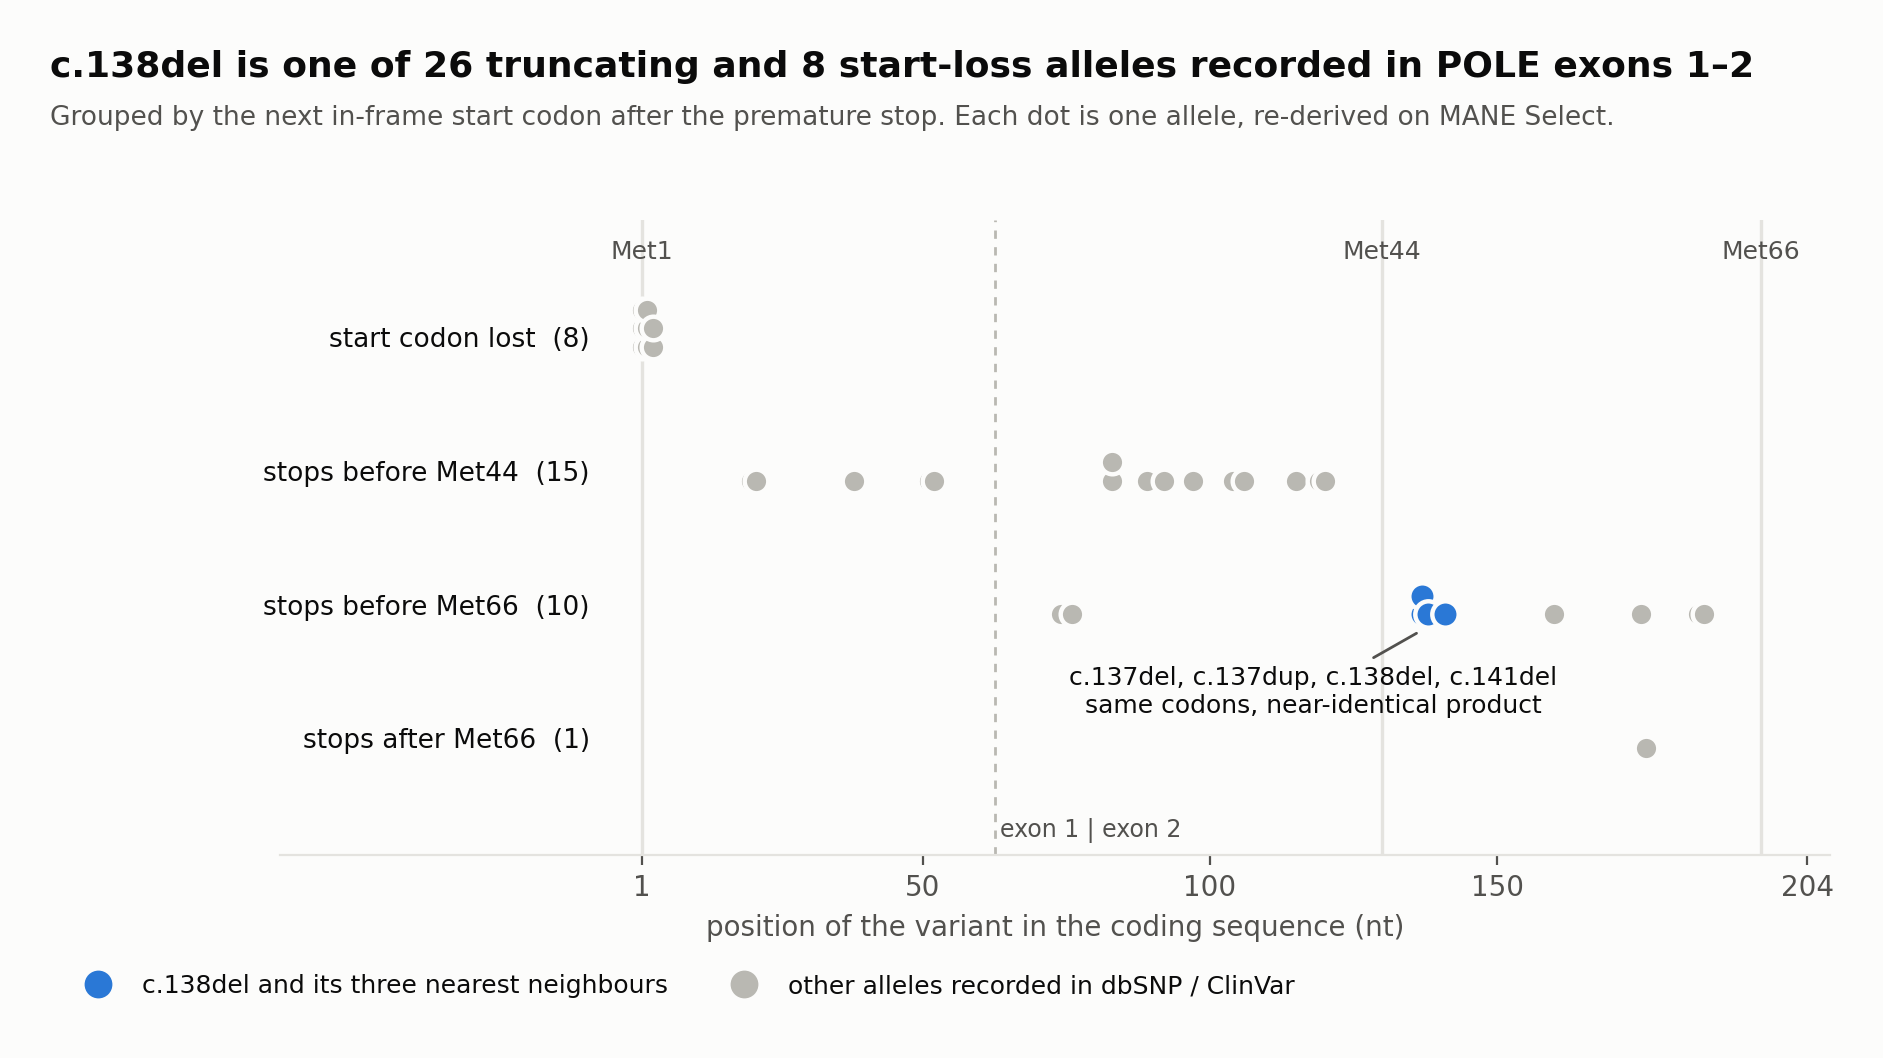 c.138del is one of 26 truncating and 8 start-loss alleles recorded in POLE exons 1–2
Grouped by the next in-frame start codon after the premature stop. Each dot is one allele, re-derived on MANE Select.
Met1
Met44
Met66
start codon lost (8)
stops before Met44 (15)
stops before Met66 (10)
c.137del, c.137dup, c.138del, c.141del
same codons, near-identical product
stops after Met66 (1)
exon 1 | exon 2
1
50
100
150
204
position of the variant in the coding sequence (nt)
c.138del and its three nearest neighbours
other alleles recorded in dbSNP / ClinVar